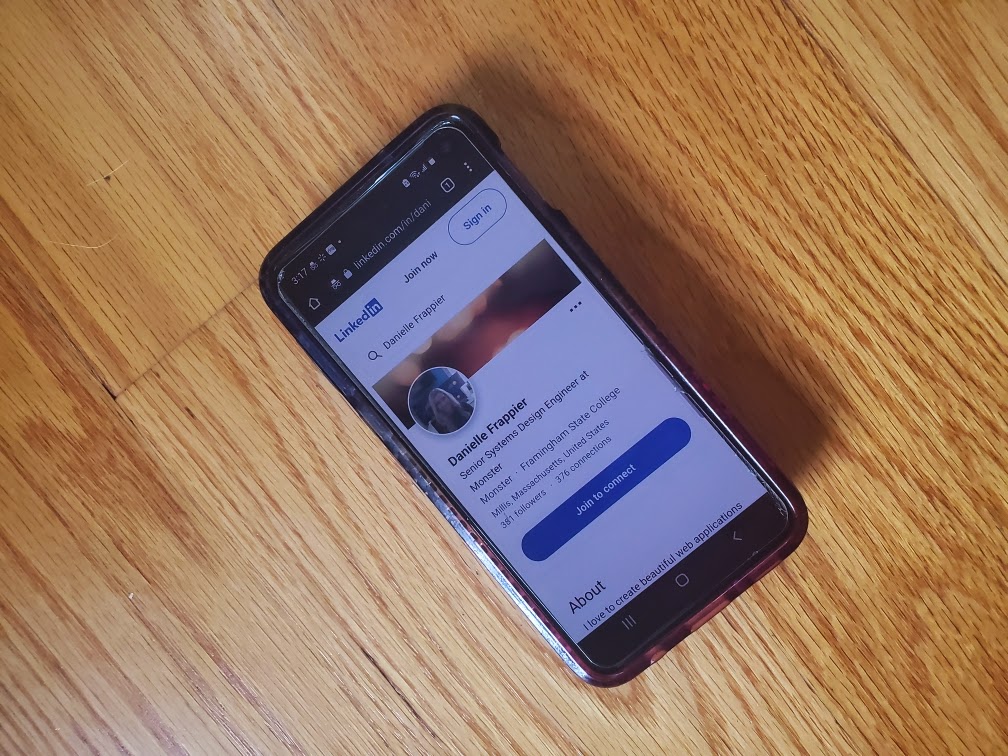 3:17
linkedin.com/in/dani
1
LinkedIn
Join now
Sign in
Danielle Frappier
Danielle Frappier
Senior Systems Design Engineer at
Monster
Monster · Framingham State College
Millis, Massachusetts, United States
381 followers · 376 connections
Join to connect
About
I love to create beautiful web applications